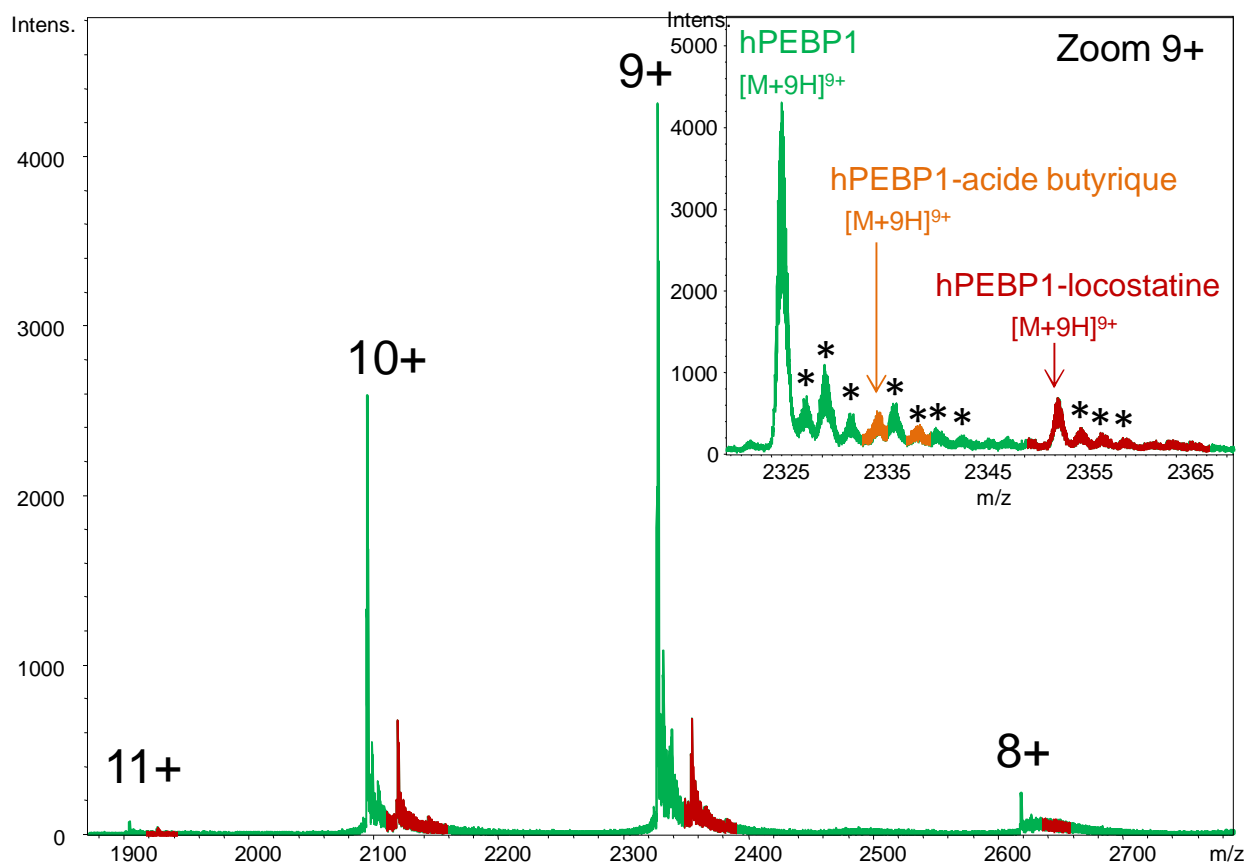 Intens.
4000
3000
2000
1000
0
11+
10+
9+
8+
1900
2000
2100
2200
2300
2400
2500
2600
2700
m/z
Intens.
5000
4000
3000
2000
1000
0
hPEBP1
[M+9H]⁹⁺
Zoom 9+
hPEBP1-acide butyrique
[M+9H]⁹⁺
hPEBP1-locostatine
[M+9H]⁹⁺
* * * * * * * * * *
2325
2335
2345
2355
2365
m/z